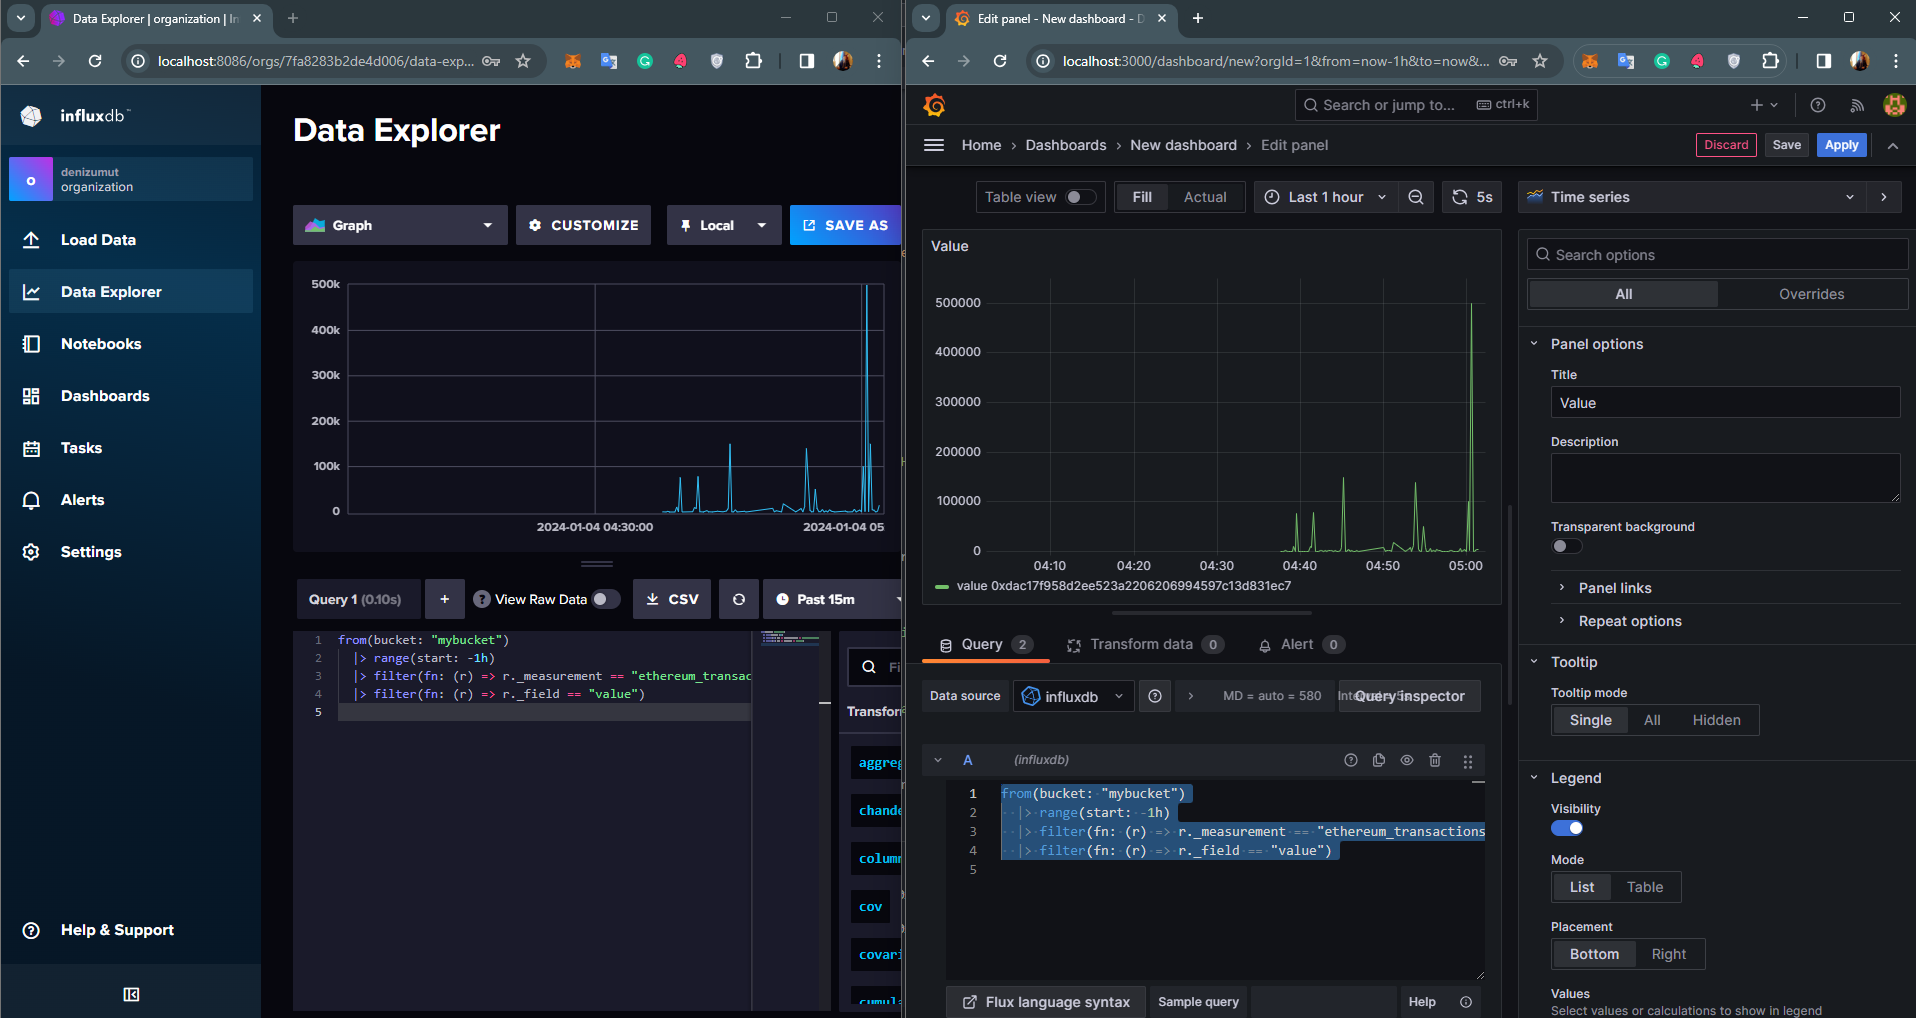 Data Explorer | organization | In
localhost:8086/orgs/7fa8283b2de4d006/data-exp...
influxdb™
o
denizumut
organization
Load Data
Data Explorer
Notebooks
Dashboards
Tasks
Alerts
Settings
Help & Support
Data Explorer
Graph
CUSTOMIZE
Local
SAVE AS
500k
400k
300k
200k
100k
0
2024-01-04 04:30:00
2024-01-04 05
Query 1 (0.10s)
+
? View Raw Data
CSV
Past 15m
1 from(bucket: "mybucket")
2 |> range(start: -1h)
3 |> filter(fn: (r) => r._measurement == "ethereum_transac
4 |> filter(fn: (r) => r._field == "value")
5
Fi
Transfor
aggreg
chande
column
cov
covari
cumula
Edit panel - New dashboard - D
localhost:3000/dashboard/new?orgId=1&from=now-1h&to=now&...
Search or jump to...
ctrl+k
Home › Dashboards › New dashboard › Edit panel
Discard
Save
Apply
Table view
Fill
Actual
Last 1 hour
5s
Time series
Value
500000
400000
300000
200000
100000
0
04:10
04:20
04:30
04:40
04:50
05:00
value 0xdac17f958d2ee523a2206206994597c13d831ec7
Query 2
Transform data 0
Alert 0
Data source
influxdb
MD = auto = 580
Query inspector
A
(influxdb)
1 from(bucket: "mybucket")
2 |> range(start: -1h)
3 |> filter(fn: (r) => r._measurement == "ethereum_transactions
4 |> filter(fn: (r) => r._field == "value")
5
Flux language syntax
Sample query
Help
Search options
All
Overrides
Panel options
Title
Value
Description
Transparent background
Panel links
Repeat options
Tooltip
Tooltip mode
Single
All
Hidden
Legend
Visibility
Mode
List
Table
Placement
Bottom
Right
Values
Select values or calculations to show in legend